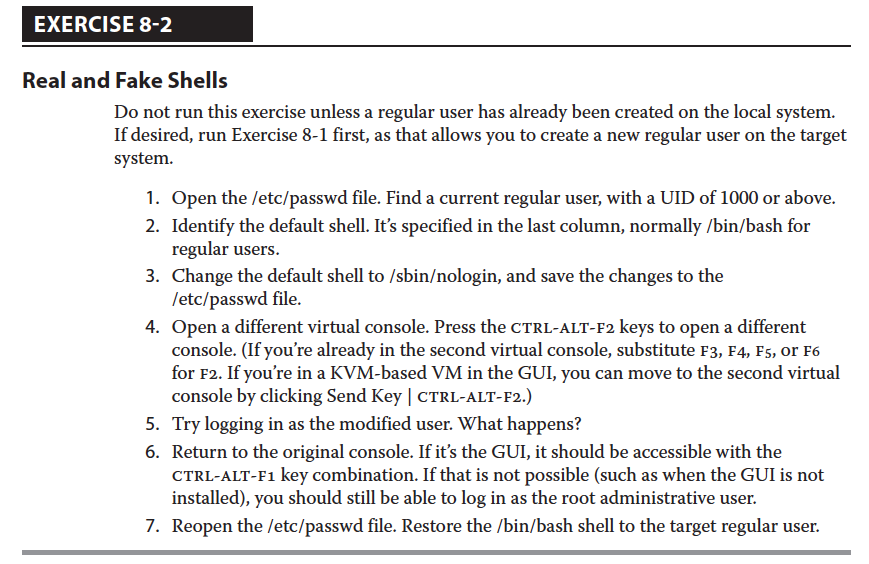 EXERCISE 8-2
Real and Fake Shells
Do not run this exercise unless a regular user has already been created on the local system.
If desired, run Exercise 8-1 first, as that allows you to create a new regular user on the target
system.
1. Open the /etc/passwd file. Find a current regular user, with a UID of 1000 or above.
2. Identify the default shell. It’s specified in the last column, normally /bin/bash for
regular users.
3. Change the default shell to /sbin/nologin, and save the changes to the
/etc/passwd file.
4. Open a different virtual console. Press the CTRL-ALT-F2 keys to open a different
console. (If you’re already in the second virtual console, substitute F3, F4, F5, or F6
for F2. If you’re in a KVM-based VM in the GUI, you can move to the second virtual
console by clicking Send Key | CTRL-ALT-F2.)
5. Try logging in as the modified user. What happens?
6. Return to the original console. If it’s the GUI, it should be accessible with the
CTRL-ALT-F1 key combination. If that is not possible (such as when the GUI is not
installed), you should still be able to log in as the root administrative user.
7. Reopen the /etc/passwd file. Restore the /bin/bash shell to the target regular user.